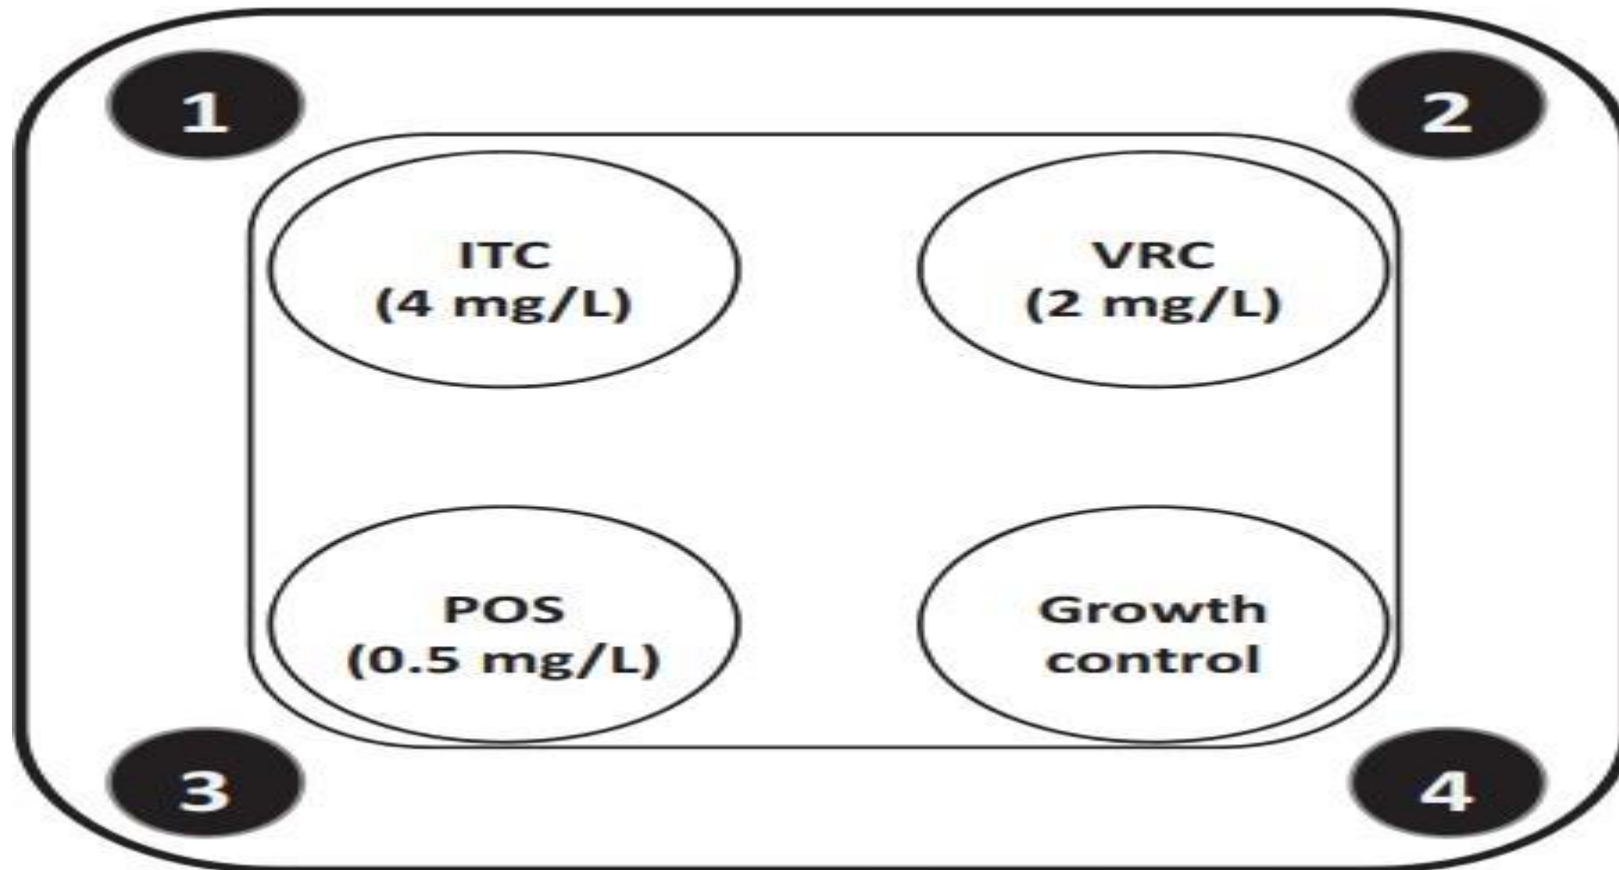 1
2
ITC
(4 mg/L)
VRC
(2 mg/L)
POS
(0.5 mg/L)
Growth
control
3
4